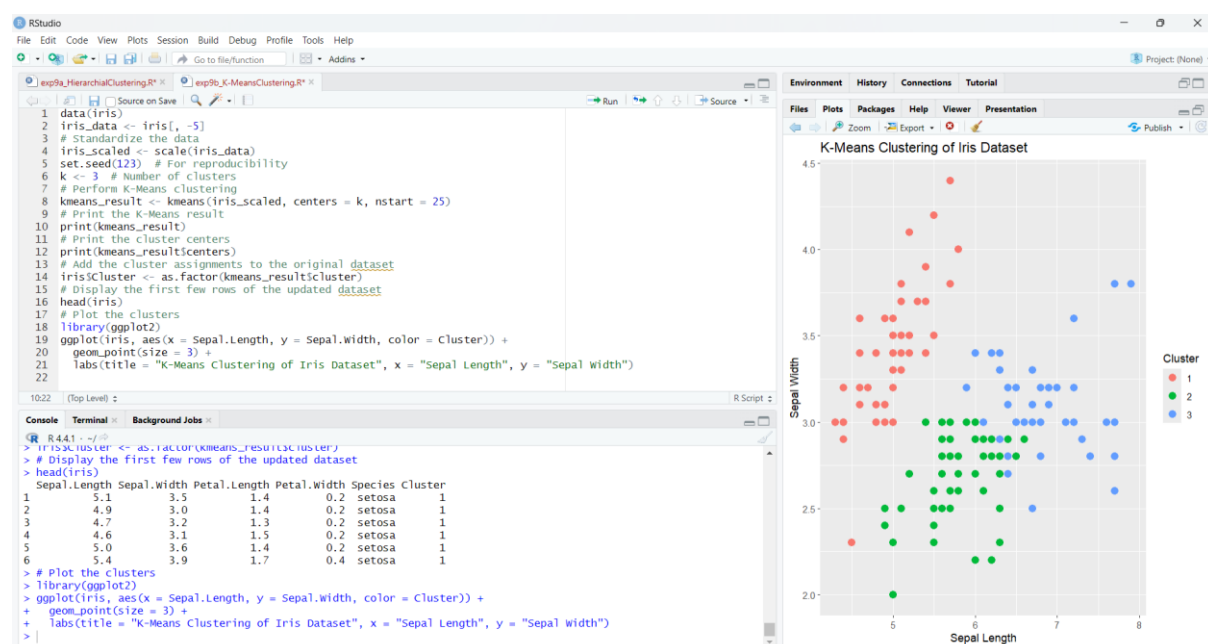 RStudio
File Edit Code View Plots Session Build Debug Profile Tools Help
Go to file/function Addins Project: (None)
exp9a_HierarchialClustering.R* exp9b_K-MeansClustering.R*
Source on Save Run Source
1 data(iris)
2 iris_data <- iris[, -5]
3 # Standardize the data
4 iris_scaled <- scale(iris_data)
5 set.seed(123) # For reproducibility
6 k <- 3 # Number of clusters
7 # Perform K-Means clustering
8 kmeans_result <- kmeans(iris_scaled, centers = k, nstart = 25)
9 # Print the K-Means result
10 print(kmeans_result)
11 # Print the cluster centers
12 print(kmeans_result$centers)
13 # Add the cluster assignments to the original dataset
14 iris$Cluster <- as.factor(kmeans_result$cluster)
15 # Display the first few rows of the updated dataset
16 head(iris)
17 # Plot the clusters
18 library(ggplot2)
19 ggplot(iris, aes(x = Sepal.Length, y = Sepal.Width, color = Cluster)) +
20 geom_point(size = 3) +
21 labs(title = "K-Means Clustering of Iris Dataset", x = "Sepal Length", y = "Sepal Width")
22
10:22 (Top Level) R Script
Console Terminal Background Jobs
R 4.4.1 · ~/
> iris$Cluster <- as.factor(kmeans_result$cluster)
> # Display the first few rows of the updated dataset
> head(iris)
Sepal.Length Sepal.Width Petal.Length Petal.Width Species Cluster
1 5.1 3.5 1.4 0.2 setosa 1
2 4.9 3.0 1.4 0.2 setosa 1
3 4.7 3.2 1.3 0.2 setosa 1
4 4.6 3.1 1.5 0.2 setosa 1
5 5.0 3.6 1.4 0.2 setosa 1
6 5.4 3.9 1.7 0.4 setosa 1
> # Plot the clusters
> library(ggplot2)
> ggplot(iris, aes(x = Sepal.Length, y = Sepal.Width, color = Cluster)) +
+ geom_point(size = 3) +
+ labs(title = "K-Means Clustering of Iris Dataset", x = "Sepal Length", y = "Sepal Width")
>
Environment History Connections Tutorial
Files Plots Packages Help Viewer Presentation
Zoom Export Publish
K-Means Clustering of Iris Dataset
4.5
4.0
3.5
3.0
2.5
2.0
Sepal Width
5 6 7 8
Sepal Length
Cluster
1
2
3